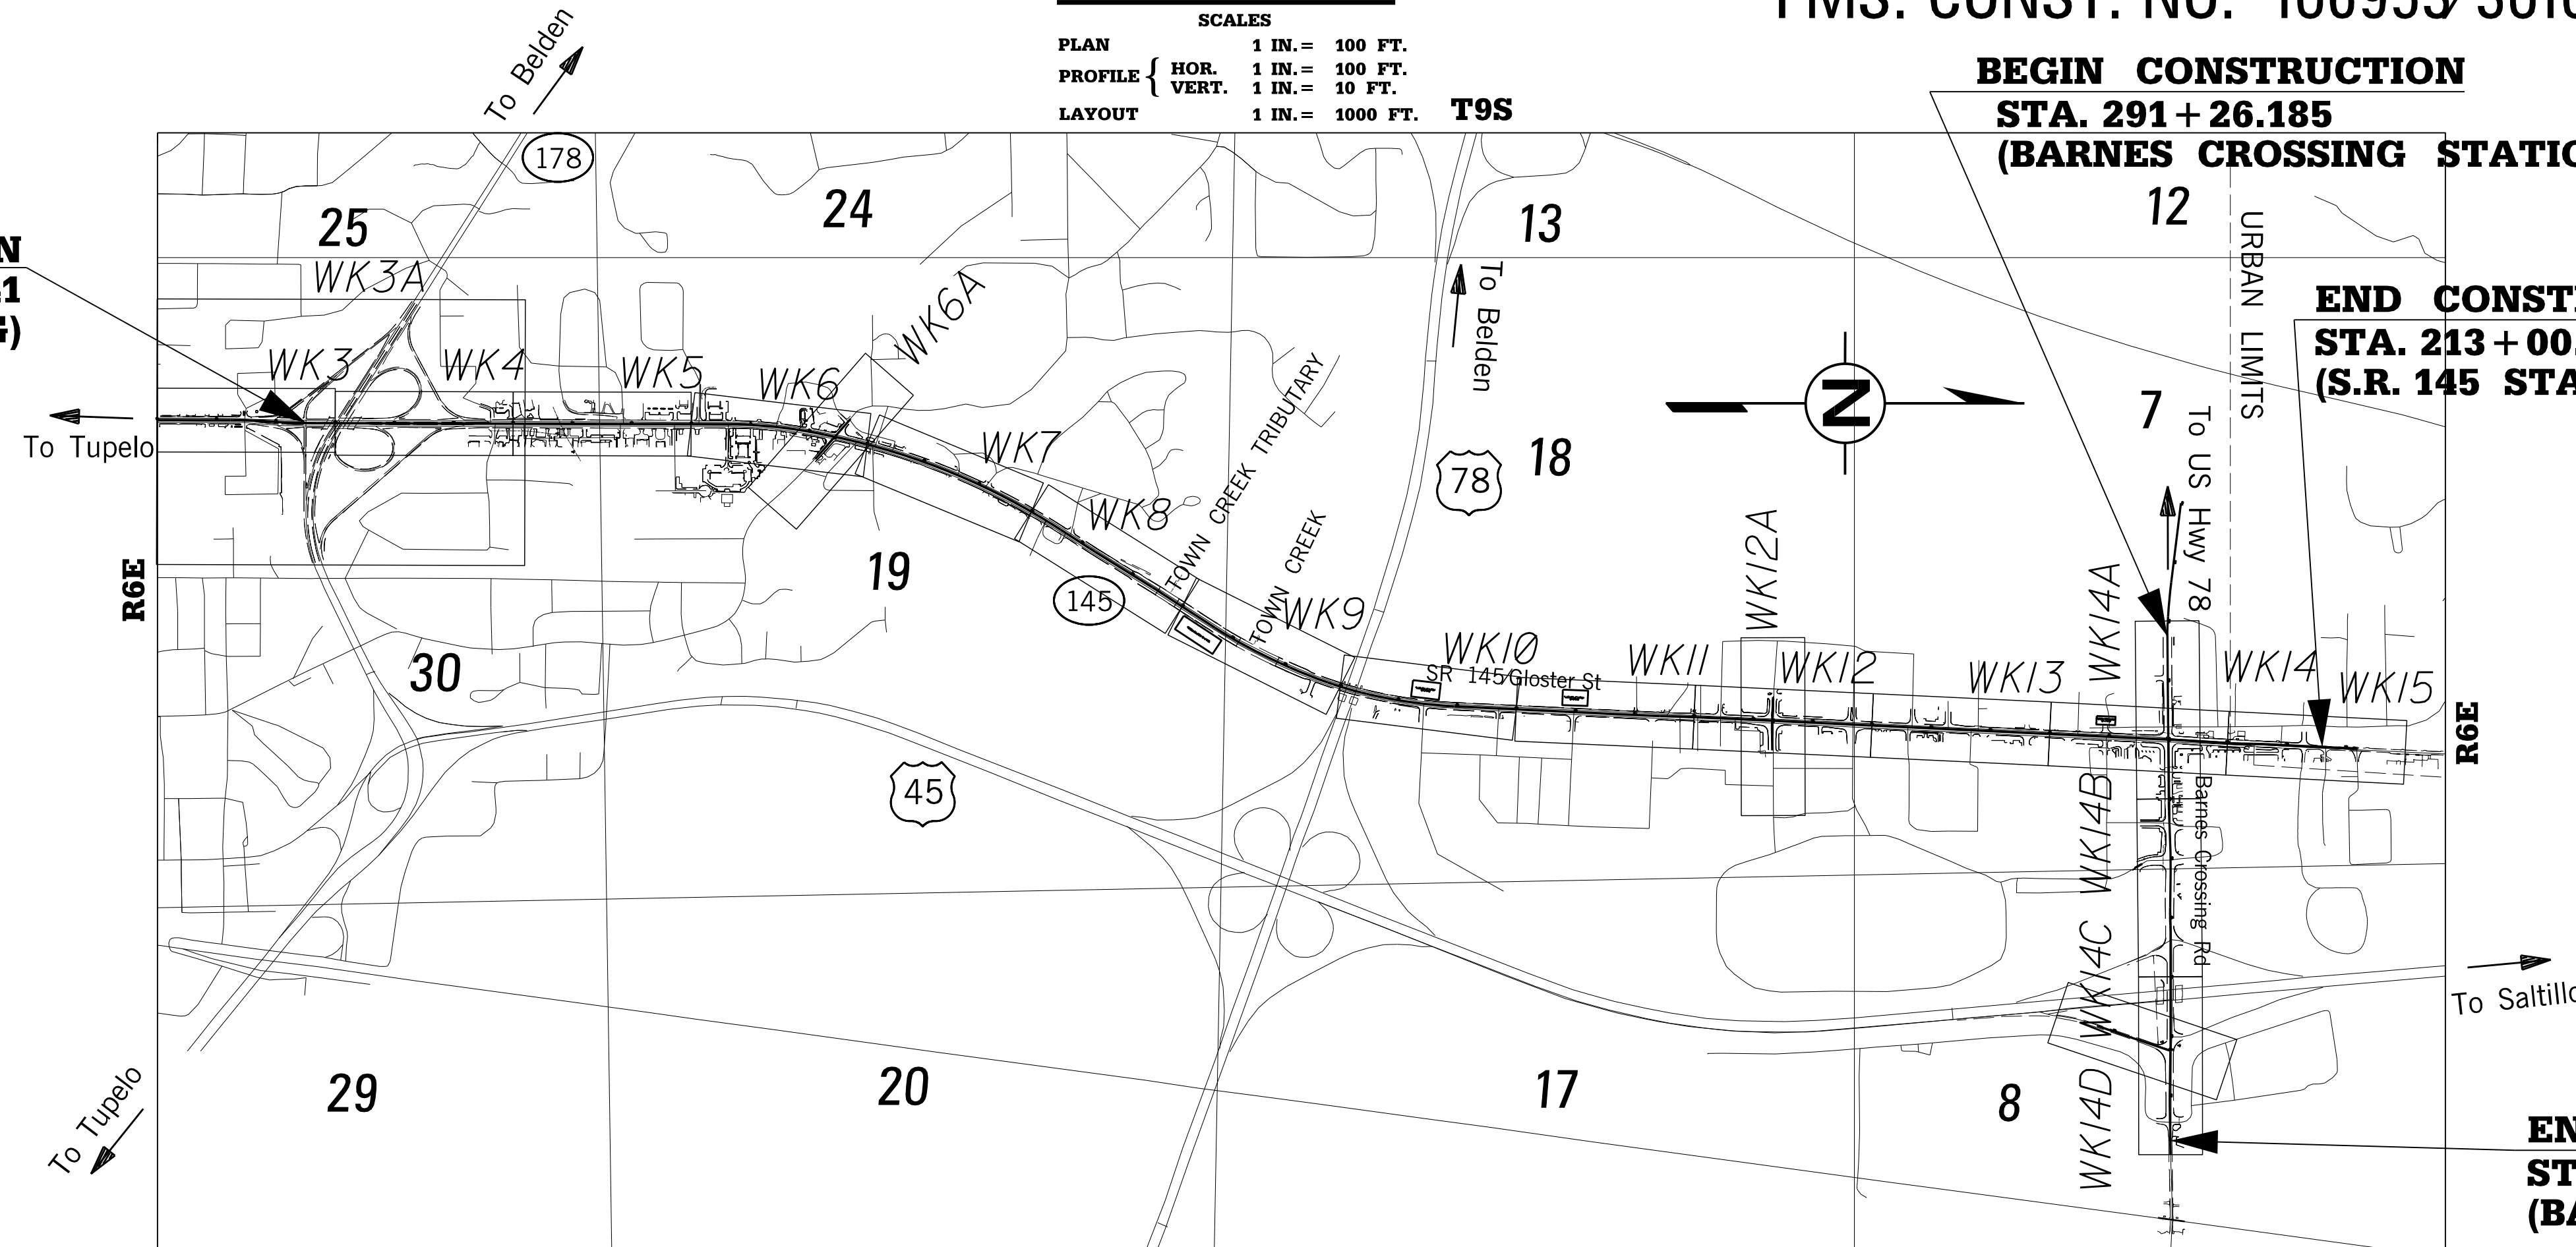 SCALES
PLAN 1 IN.= 100 FT.
PROFILE { HOR. 1 IN.= 100 FT.
VERT. 1 IN.= 10 FT.
LAYOUT 1 IN.= 1000 FT.
T9S
CONST. NO.
BEGIN CONSTRUCTION
STA. 291+26.185
(BARNES CROSSING
To Belden
178
25
24
13
12
URBAN LIMITS
END
STA. 213+00
(S.R. 145
WK3A
WK6A
To Belden
WK3
WK4
WK5
WK6
WK7
WK8
TOWN CREEK TRIBUTARY
TOWN CREEK
To Tupelo
N
7
To US Hwy 78
18
78
R6E
19
145
WK9
WK10
SR 145
Gloster St
WK11
WK12A
WK12
WK13
WK14A
WK14
WK15
R6E
30
45
WK14B
Barnes Crossing Rd
WK14C
WK14D
To Saltillo
29
20
17
8
To Tupelo